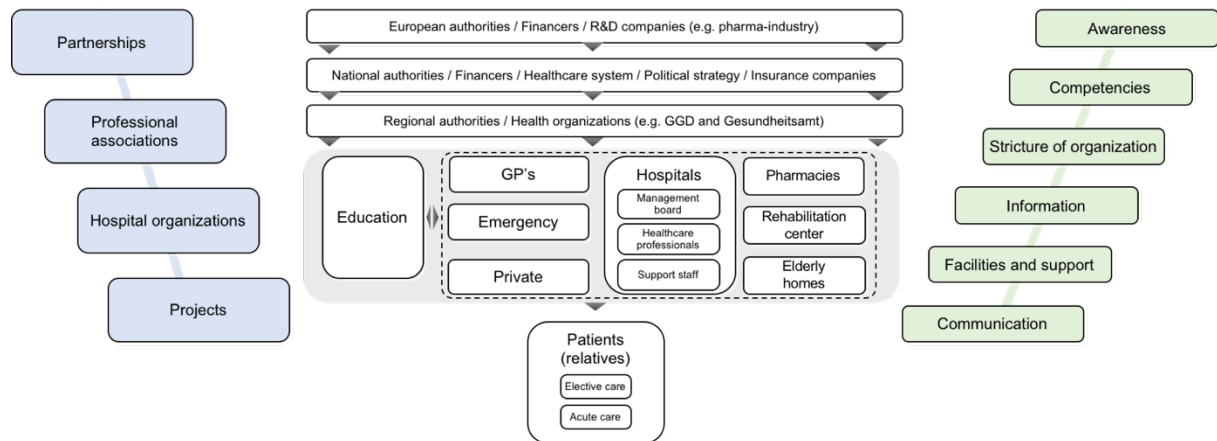 Partnerships
Professional
associations
Hospital organizations
Projects
European authorities / Financers / R&D companies (e.g. pharma-industry)
National authorities / Financers / Healthcare system / Political strategy / Insurance companies
Regional authorities / Health organizations (e.g. GGD and Gesundheitsamt)
Education
GP's
Emergency
Private
Hospitals
Management
board
Healthcare
professionals
Support staff
Pharmacies
Rehabilitation
center
Elderly
homes
Patients
(relatives)
Elective care
Acute care
Awareness
Competencies
Stricture of organization
Information
Facilities and support
Communication